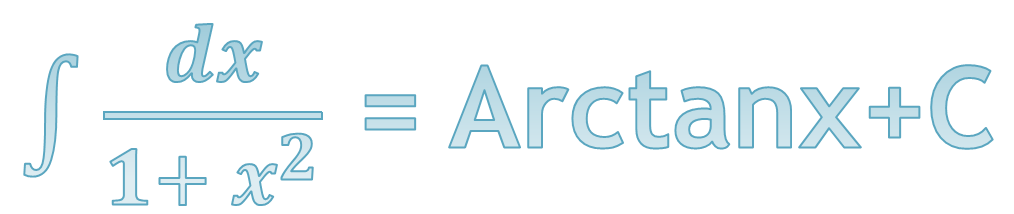 ∫ dx/(1+ x²) = Arctanx+C